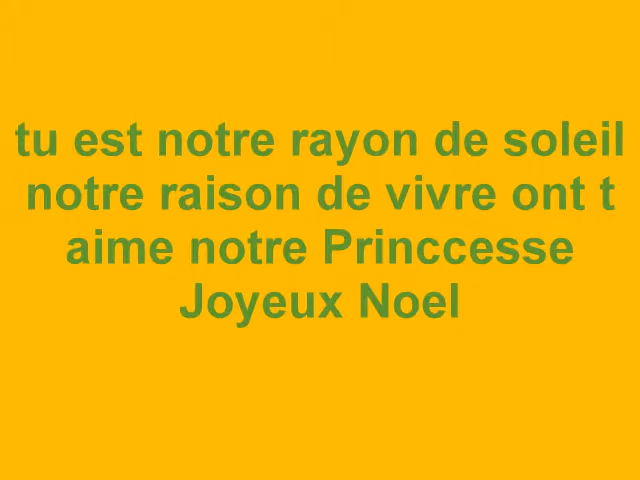 tu est notre rayon de soleil
notre raison de vivre ont t
aime notre Princcesse
Joyeux Noel